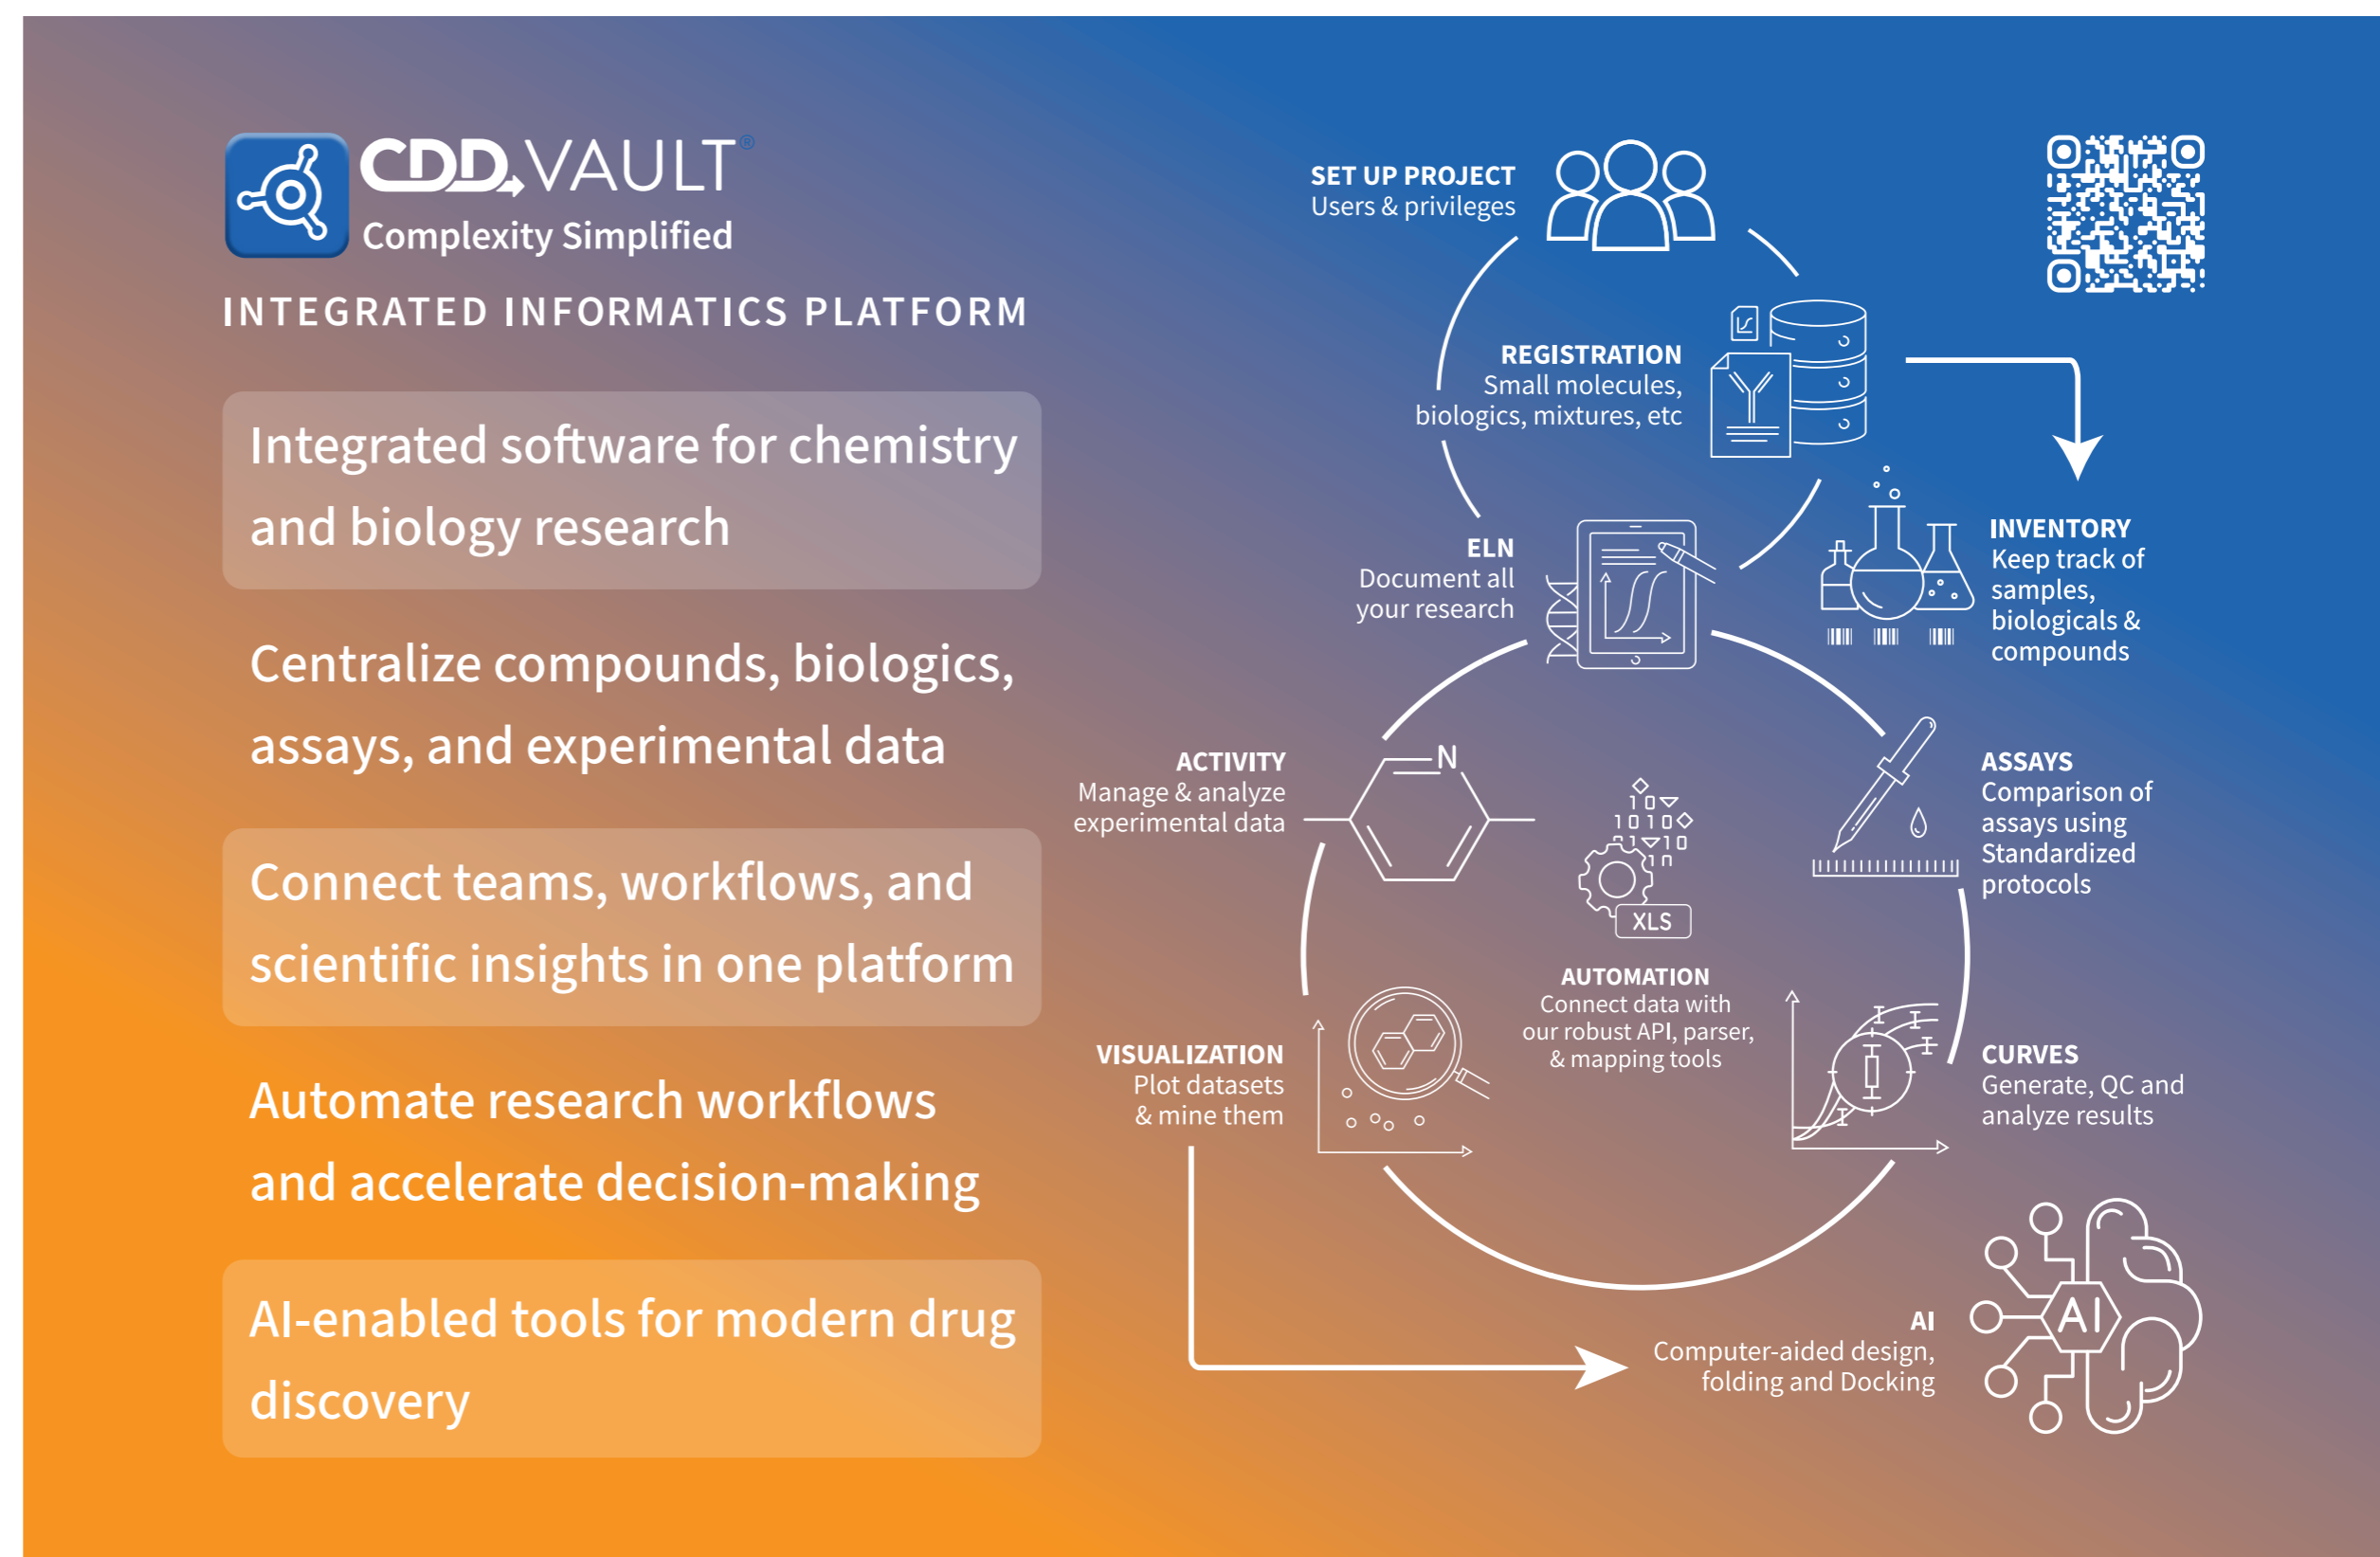 CDD VAULT®
Complexity Simplified
INTEGRATED INFORMATICS PLATFORM
Integrated software for chemistry
and biology research
Centralize compounds, biologics,
assays, and experimental data
Connect teams, workflows, and
scientific insights in one platform
Automate research workflows
and accelerate decision-making
AI-enabled tools for modern drug
discovery
SET UP PROJECT
Users & privileges
REGISTRATION
Small molecules,
biologics, mixtures, etc
INVENTORY
Keep track of
samples,
biologicals &
compounds
ELN
Document all
your research
ACTIVITY
Manage & analyze
experimental data
N
ASSAYS
Comparison of
assays using
Standardized
protocols
10
1010
0110
10
XLS
AUTOMATION
Connect data with
our robust API, parser,
& mapping tools
VISUALIZATION
Plot datasets
& mine them
CURVES
Generate, QC and
analyze results
AI
Computer-aided design,
folding and Docking
AI